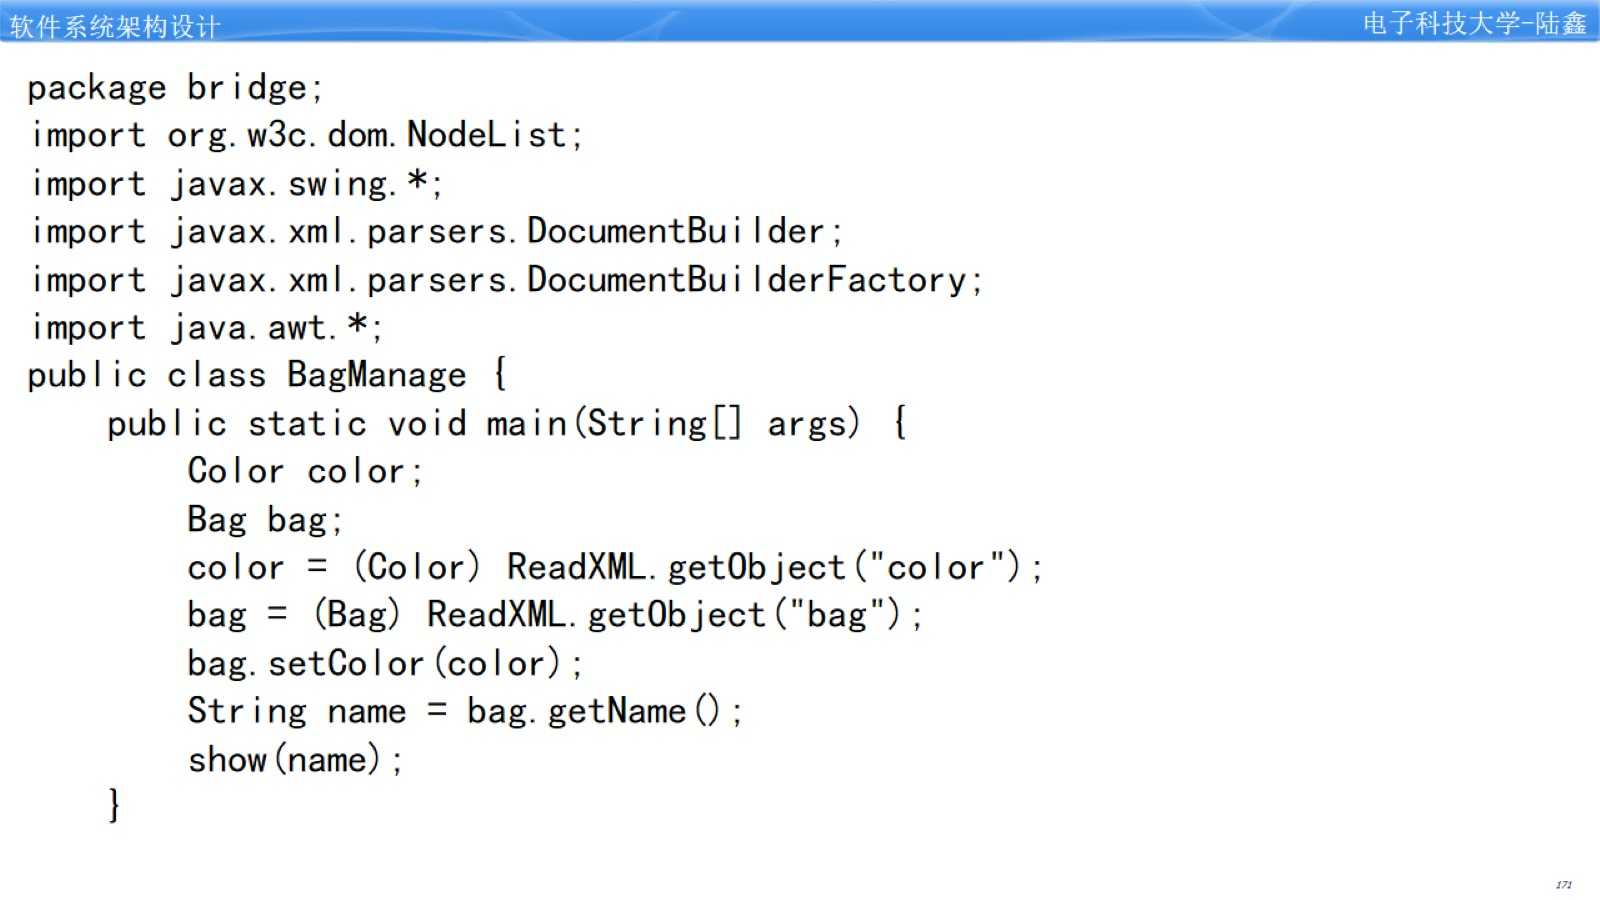 软件系统架构设计
电子科技大学-陆鑫
package bridge;
import org.w3c.dom.NodeList;
import javax.swing.*;
import javax.xml.parsers.DocumentBuilder;
import javax.xml.parsers.DocumentBuilderFactory;
import java.awt.*;
public class BagManage {
    public static void main(String[] args) {
        Color color;
        Bag bag;
        color = (Color) ReadXML.getObject("color");
        bag = (Bag) ReadXML.getObject("bag");
        bag.setColor(color);
        String name = bag.getName();
        show(name);
    }
171